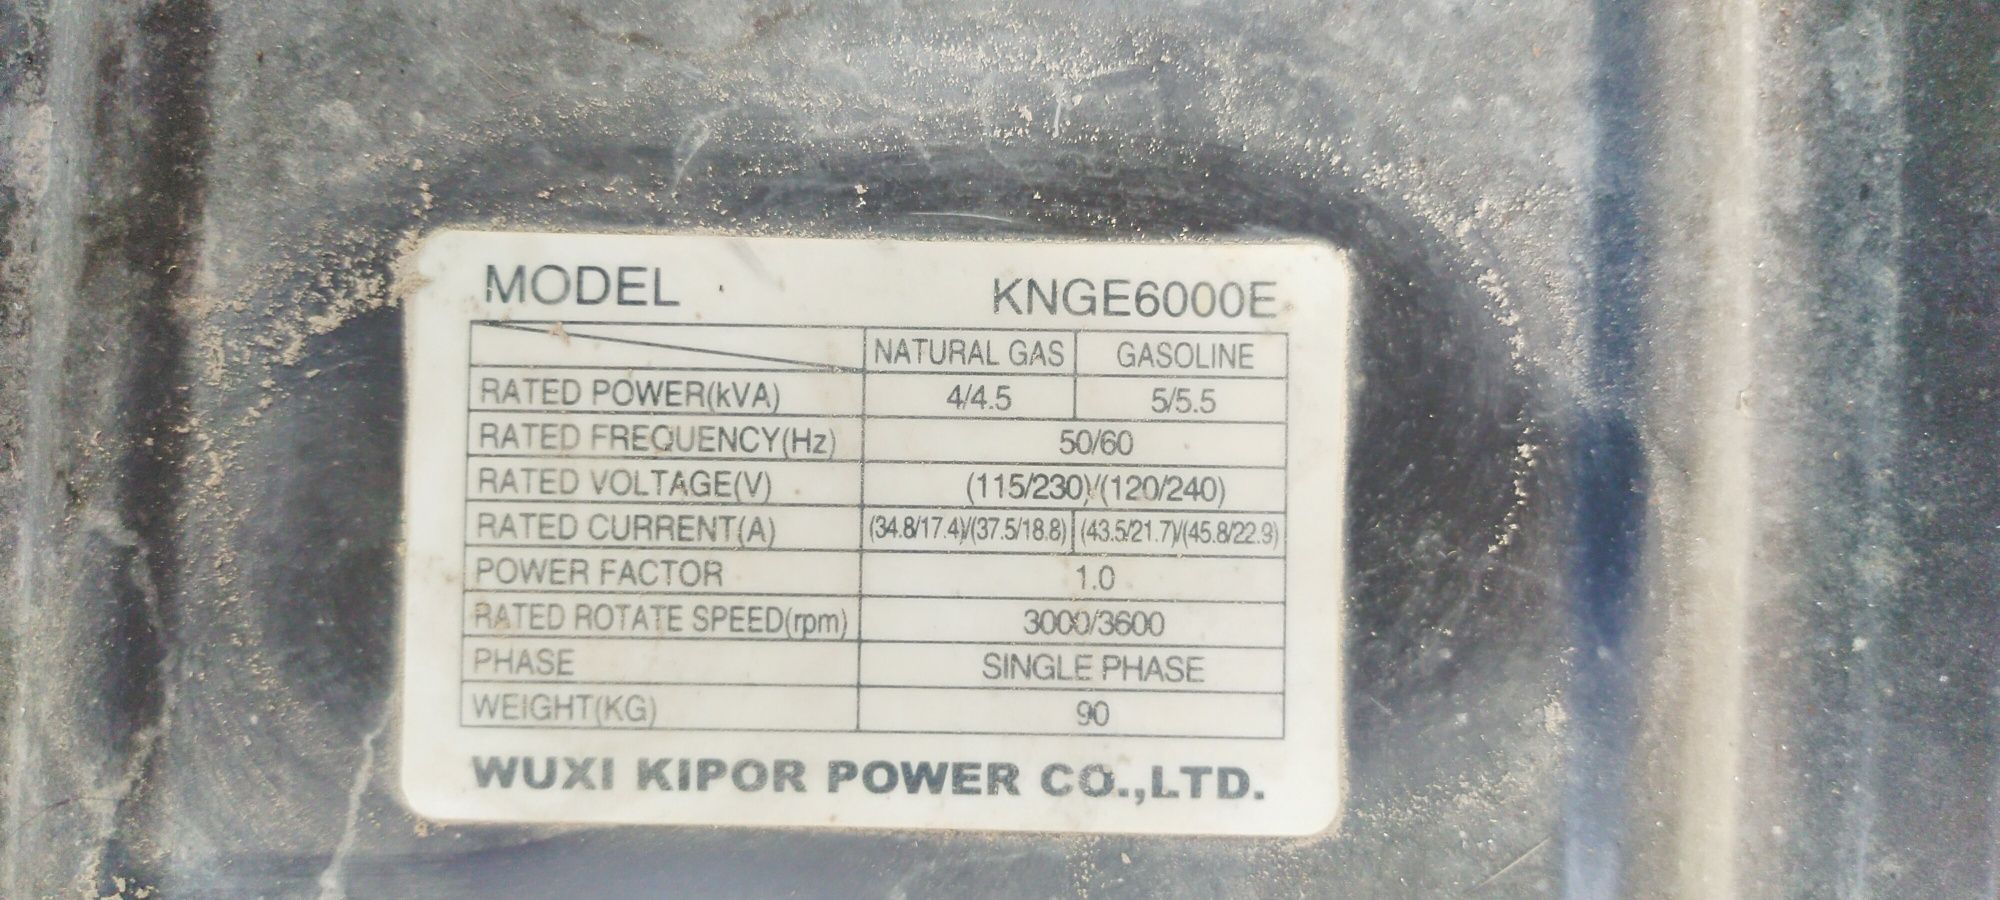 MODEL KNGE6000E
NATURAL GAS GASOLINE
RATED POWER(kVA) 4/4.5 5/5.5
RATED FREQUENCY(Hz) 50/60
RATED VOLTAGE(V) (115/230)/(120/240)
RATED CURRENT(A) (34.8/17.4)/(37.5/18.8) (43.5/21.7)/(45.8/22.9)
POWER FACTOR 1.0
RATED ROTATE SPEED(rpm) 3000/3600
PHASE SINGLE PHASE
WEIGHT(KG) 90
WUXI KIPOR POWER CO.,LTD.